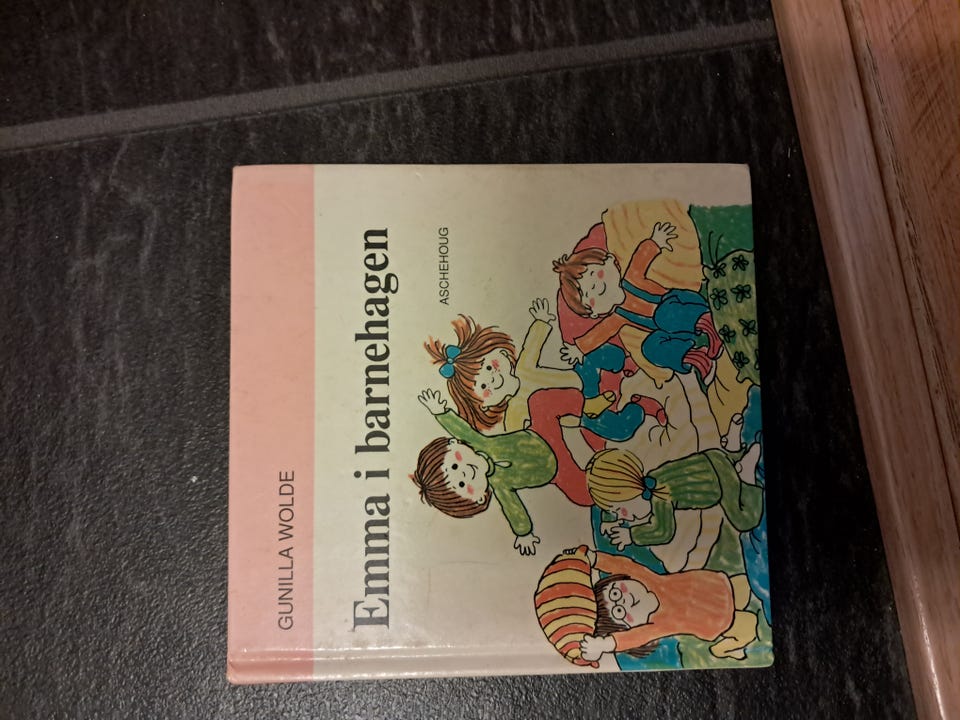 GUNILLA WOLDE
Emma i barnehagen
ASCHEHOUG